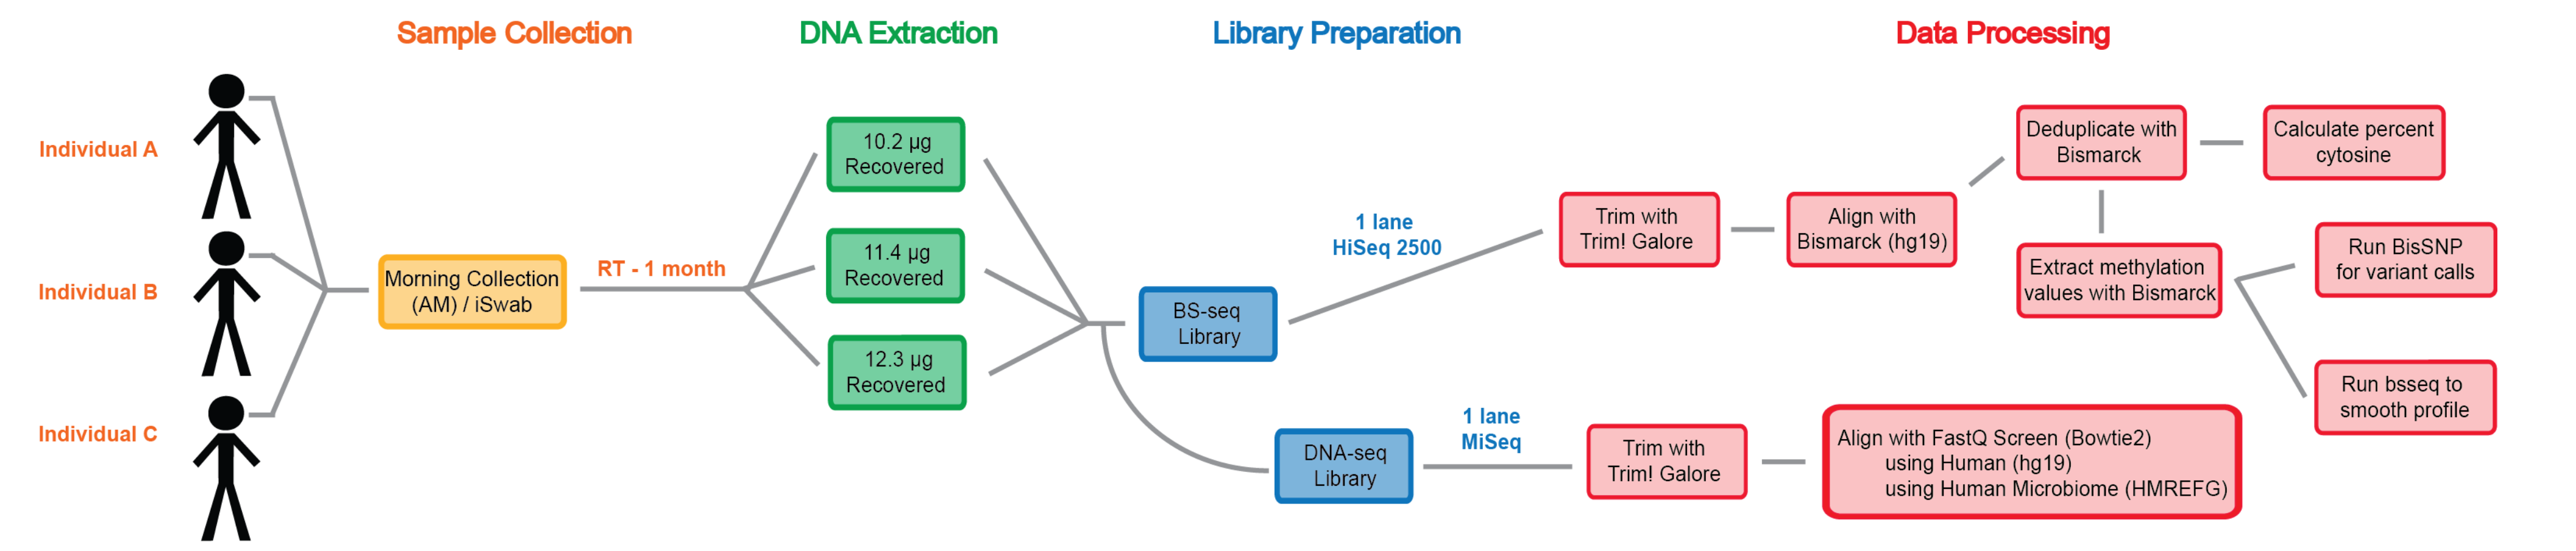 Sample Collection
DNA Extraction
Library Preparation
Data Processing
Individual A
Individual B
Individual C
Morning Collection
(AM) / iSwab
RT - 1 month
10.2 µg
Recovered
11.4 µg
Recovered
12.3 µg
Recovered
BS-seq
Library
1 lane
HiSeq 2500
Trim with
Trim! Galore
Align with
Bismarck (hg19)
Deduplicate with
Bismarck
Calculate percent
cytosine
Extract methylation
values with Bismarck
Run BisSNP
for variant calls
Run bsseq to
smooth profile
DNA-seq
Library
1 lane
MiSeq
Trim with
Trim! Galore
Align with FastQ Screen (Bowtie2)
using Human (hg19)
using Human Microbiome (HMREFG)